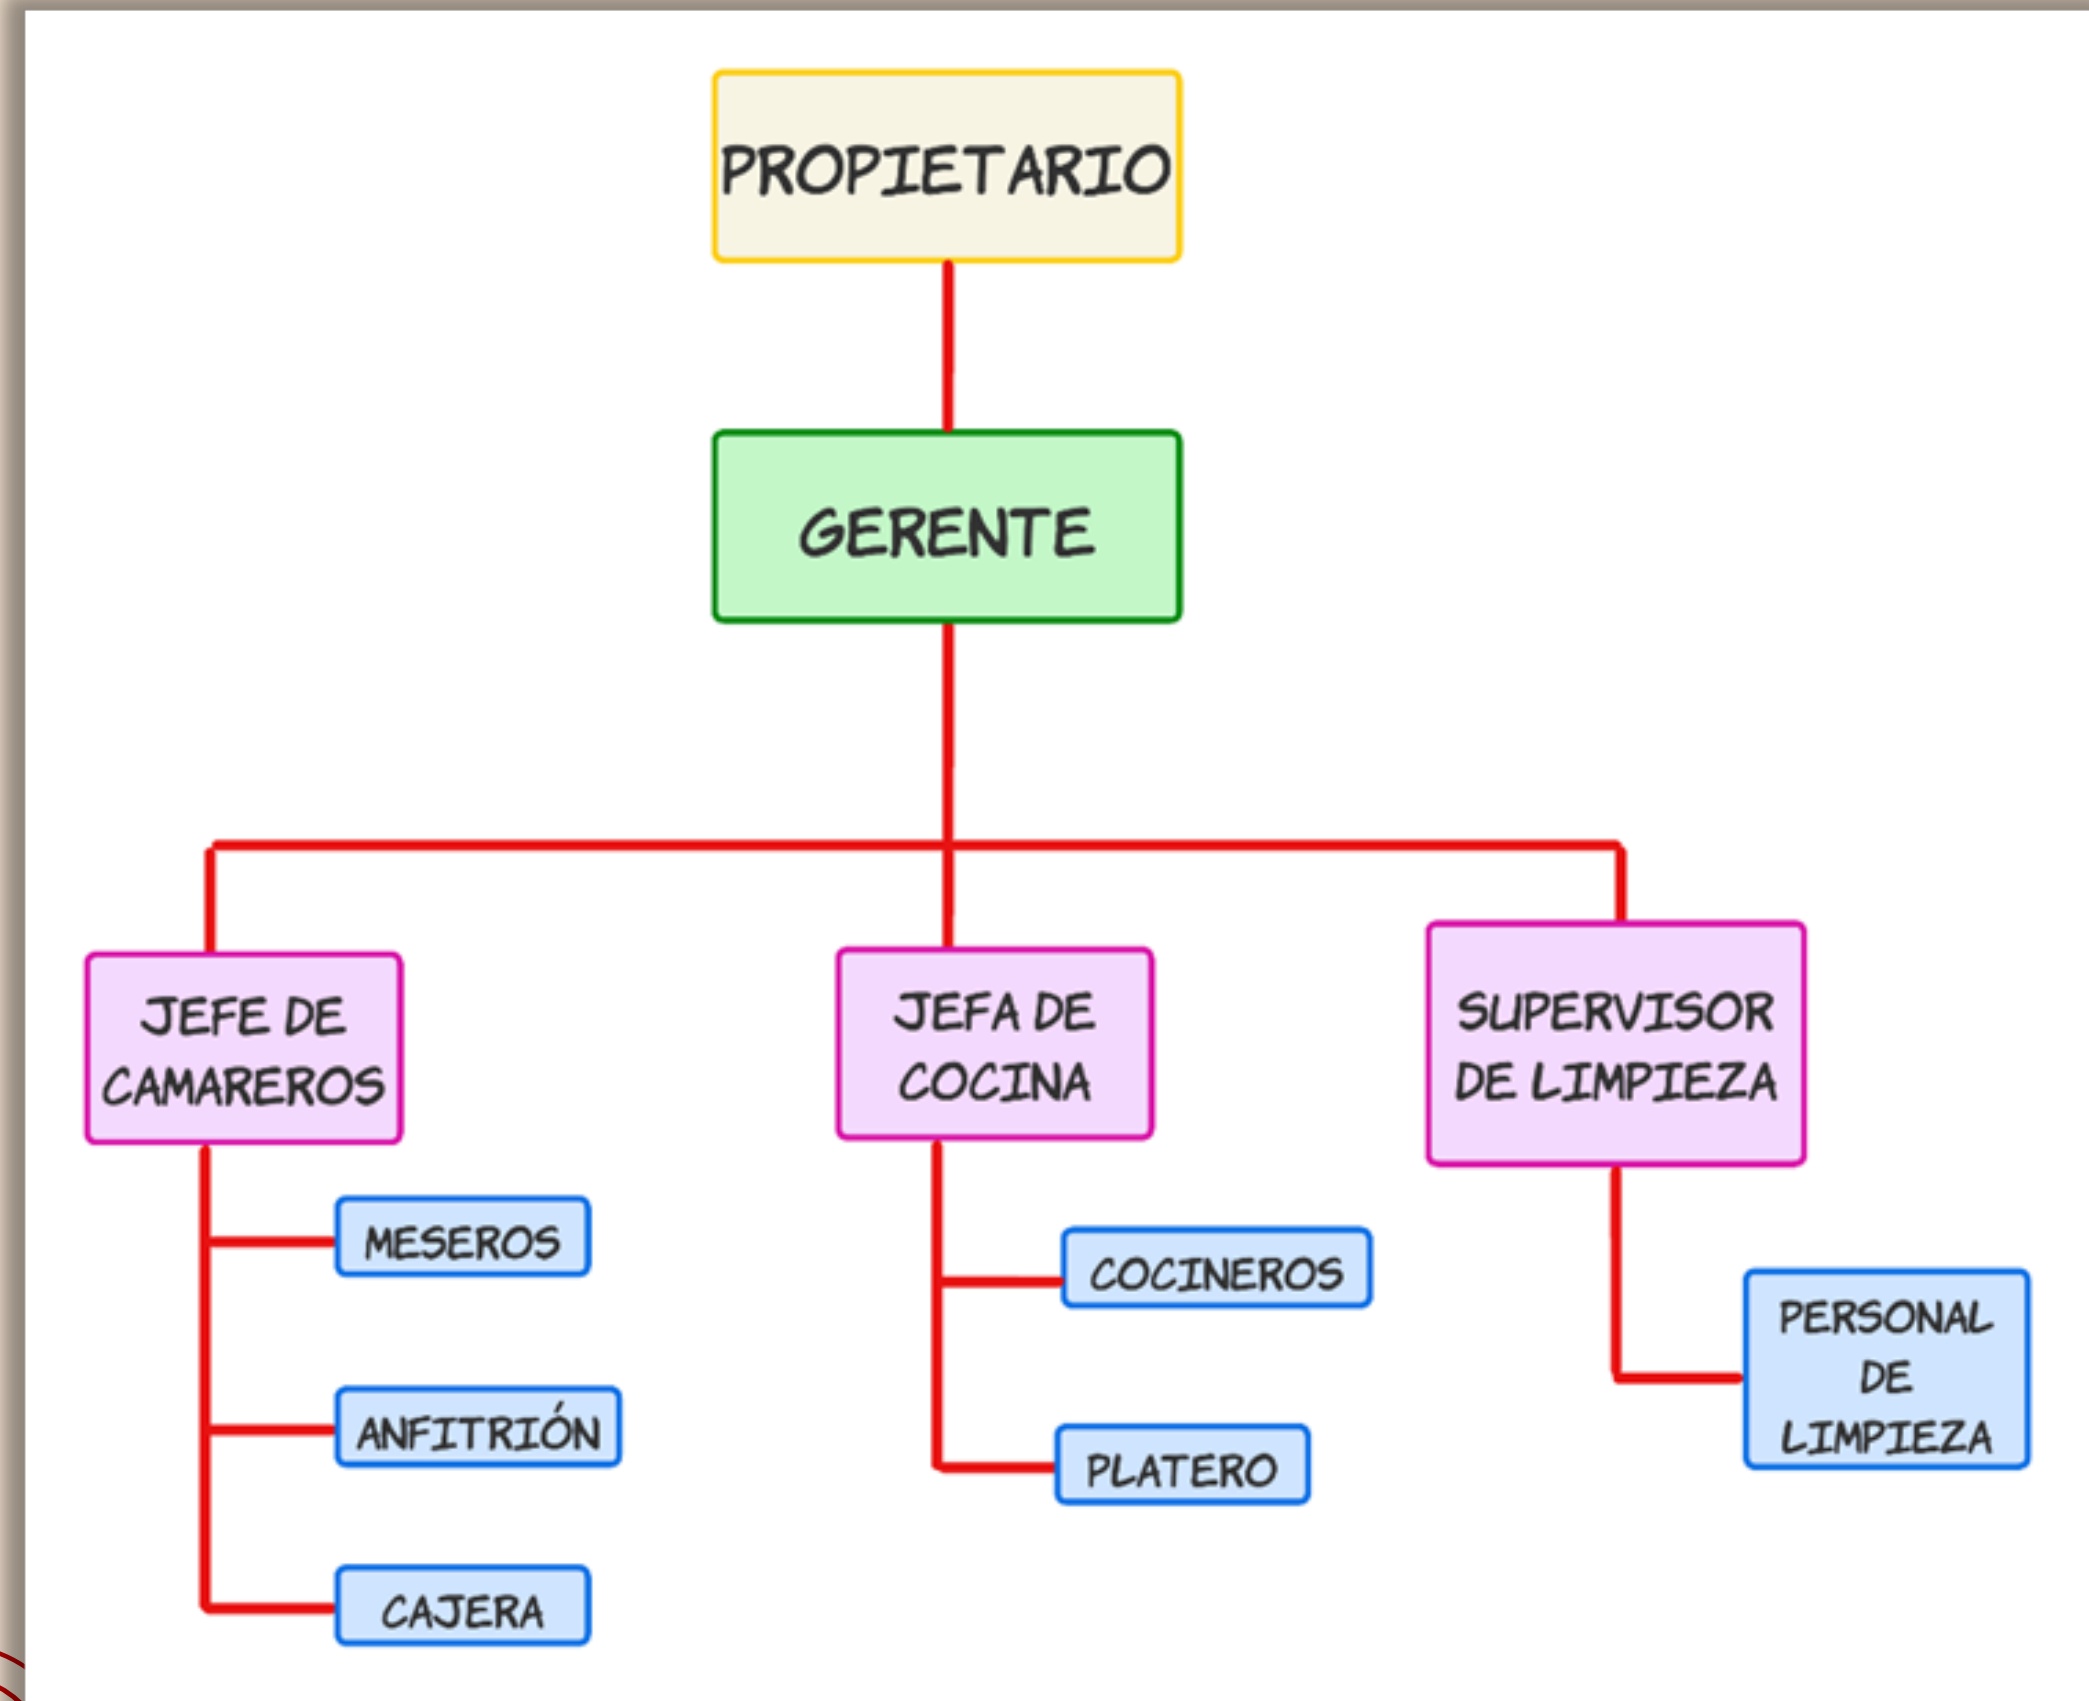 PROPIETARIO
GERENTE
JEFE DE
CAMAREROS
JEFA DE
COCINA
SUPERVISOR
DE LIMPIEZA
MESEROS
ANFITRIÓN
CAJERA
COCINEROS
PLATERO
PERSONAL
DE
LIMPIEZA